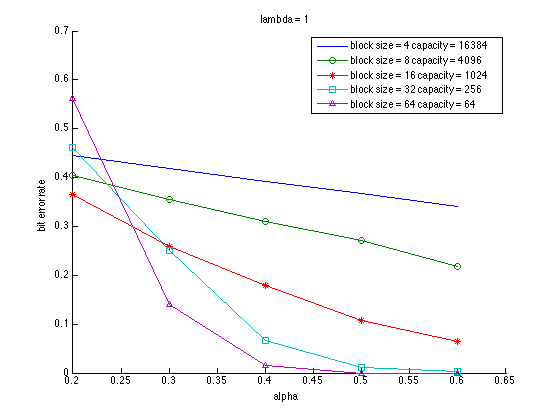 lambda = 1
0.7
0.6
0.5
0.4
0.3
0.2
0.1
0
bit error rate
block size = 4 capacity = 16384
block size = 8 capacity = 4096
block size = 16 capacity = 1024
block size = 32 capacity = 256
block size = 64 capacity = 64
0.2
0.25
0.3
0.35
0.4
0.45
0.5
0.55
0.6
0.65
alpha